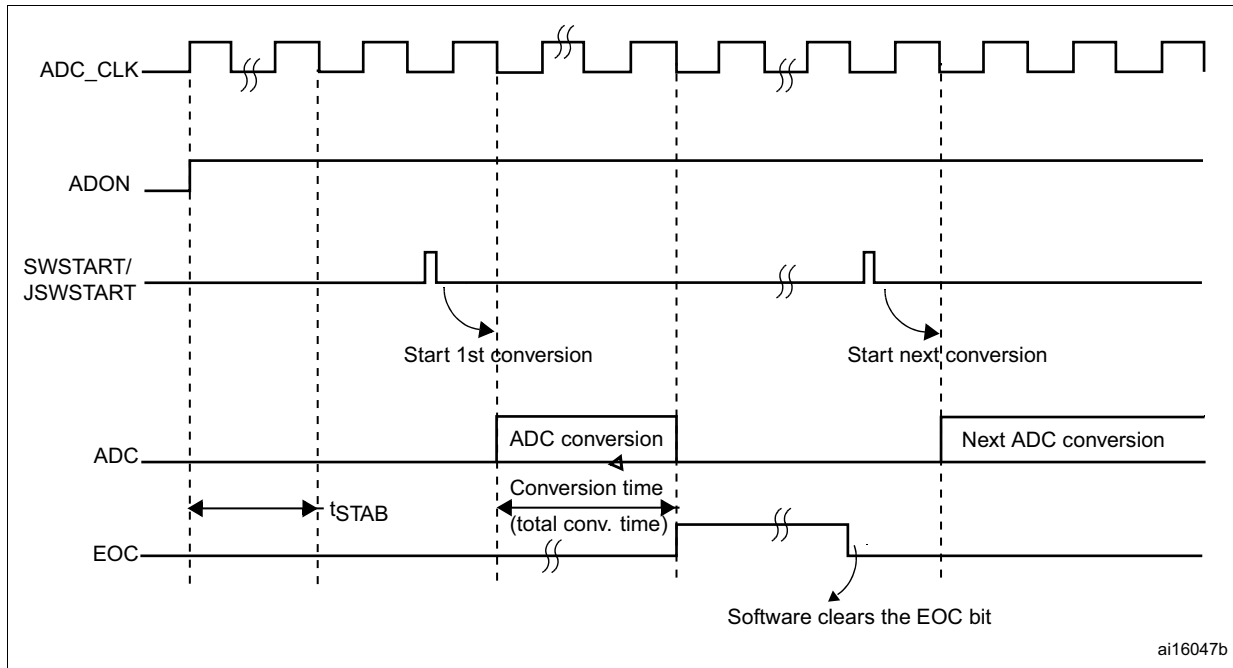 ADC_CLK
ADON
SWSTART/
JSWSTART
Start 1st conversion
Start next conversion
ADC
ADC conversion
Next ADC conversion
Conversion time
(total conv. time)
tSTAB
EOC
Software clears the EOC bit
ai16047b